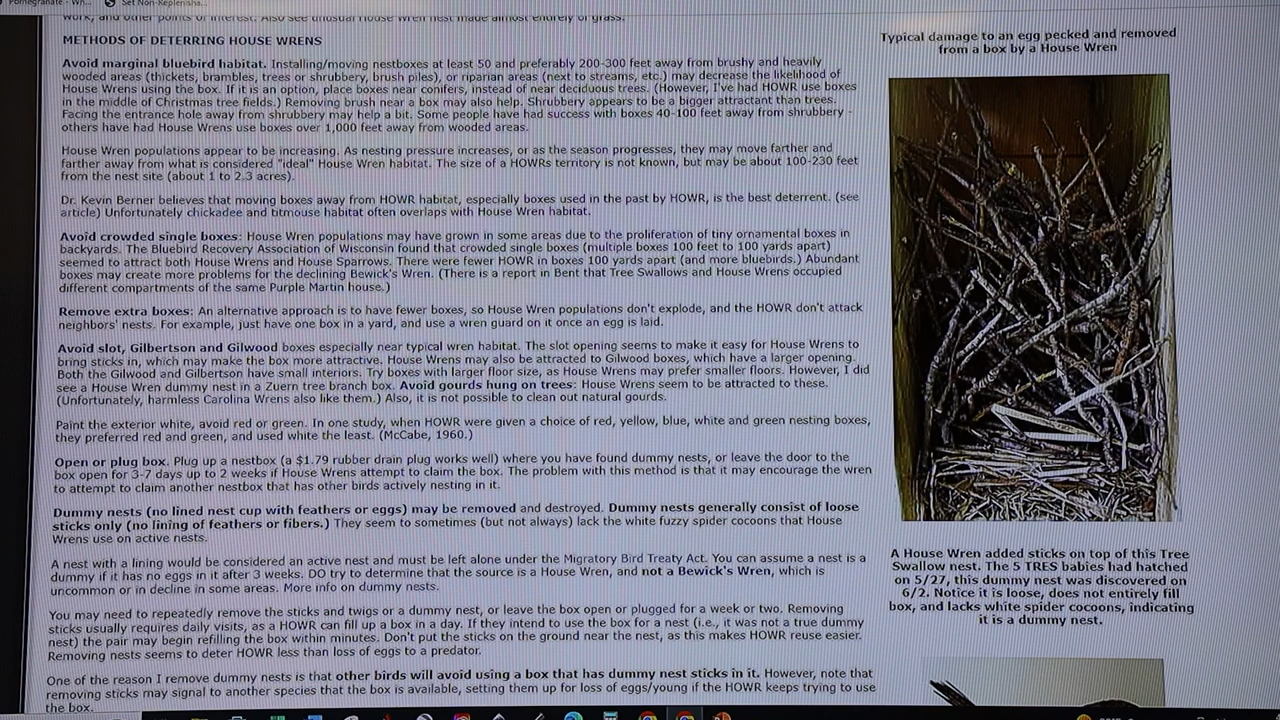 Pomegranate - Wh...
Set Non-Replenisha...
work, and other points of interest. Also see unusual House Wren nest made almost entirely of grass.
METHODS OF DETERRING HOUSE WRENS
Avoid marginal bluebird habitat. Installing/moving nestboxes at least 50 and preferably 200-300 feet away from brushy and heavily
wooded areas (thickets, brambles, trees or shrubbery, brush piles), or riparian areas (next to streams, etc.) may decrease the likelihood of
House Wrens using the box. If it is an option, place boxes near conifers, instead of near deciduous trees. (However, I've had HOWR use boxes
in the middle of Christmas tree fields.) Removing brush near a box may also help. Shrubbery appears to be a bigger attractant than trees.
Facing the entrance hole away from shrubbery may help a bit. Some people have had success with boxes 40-100 feet away from shrubbery -
others have had House Wrens use boxes over 1,000 feet away from wooded areas.
House Wren populations appear to be increasing. As nesting pressure increases, or as the season progresses, they may move farther and
farther away from what is considered "ideal" House Wren habitat. The size of a HOWRs territory is not known, but may be about 100-230 feet
from the nest site (about 1 to 2.3 acres).
Dr. Kevin Berner believes that moving boxes away from HOWR habitat, especially boxes used in the past by HOWR, is the best deterrent. (see
article) Unfortunately chickadee and titmouse habitat often overlaps with House Wren habitat.
Avoid crowded single boxes: House Wren populations may have grown in some areas due to the proliferation of tiny ornamental boxes in
backyards. The Bluebird Recovery Association of Wisconsin found that crowded single boxes (multiple boxes 100 feet to 100 yards apart)
seemed to attract both House Wrens and House Sparrows. There were fewer HOWR in boxes 100 yards apart (and more bluebirds.) Abundant
boxes may create more problems for the declining Bewick's Wren. (There is a report in Bent that Tree Swallows and House Wrens occupied
different compartments of the same Purple Martin house.)
Remove extra boxes: An alternative approach is to have fewer boxes, so House Wren populations don't explode, and the HOWR don't attack
neighbors' nests. For example, just have one box in a yard, and use a wren guard on it once an egg is laid.
Avoid slot, Gilbertson and Gilwood boxes especially near typical wren habitat. The slot opening seems to make it easy for House Wrens to
bring sticks in, which may make the box more attractive. House Wrens may also be attracted to Gilwood boxes, which have a larger opening.
Both the Gilwood and Gilbertson have small interiors. Try boxes with larger floor size, as House Wrens may prefer smaller floors. However, I did
see a House Wren dummy nest in a Zuern tree branch box. Avoid gourds hung on trees: House Wrens seem to be attracted to these.
(Unfortunately, harmless Carolina Wrens also like them.) Also, it is not possible to clean out natural gourds.
Paint the exterior white, avoid red or green. In one study, when HOWR were given a choice of red, yellow, blue, white and green nesting boxes,
they preferred red and green, and used white the least. (McCabe, 1960.)
Open or plug box. Plug up a nestbox (a $1.79 rubber drain plug works well) where you have found dummy nests, or leave the door to the
box open for 3-7 days up to 2 weeks if House Wrens attempt to claim the box. The problem with this method is that it may encourage the wren
to attempt to claim another nestbox that has other birds actively nesting in it.
Dummy nests (no lined nest cup with feathers or eggs) may be removed and destroyed. Dummy nests generally consist of loose
sticks only (no lining of feathers or fibers.) They seem to sometimes (but not always) lack the white fuzzy spider cocoons that House
Wrens use on active nests.
A nest with a lining would be considered an active nest and must be left alone under the Migratory Bird Treaty Act. You can assume a nest is a
dummy if it has no eggs in it after 3 weeks. DO try to determine that the source is a House Wren, and not a Bewick's Wren, which is
uncommon or in decline in some areas. More info on dummy nests.
You may need to repeatedly remove the sticks and twigs or a dummy nest, or leave the box open or plugged for a week or two. Removing
sticks usually requires daily visits, as a HOWR can fill up a box in a day. If they intend to use the box for a nest (i.e., it was not a true dummy
nest) the pair may begin refilling the box within minutes. Don't put the sticks on the ground near the nest, as this makes HOWR reuse easier.
Removing nests seems to deter HOWR less than loss of eggs to a predator.
One of the reason I remove dummy nests is that other birds will avoid using a box that has dummy nest sticks in it. However, note that
removing sticks may signal to another species that the box is available, setting them up for loss of eggs/young if the HOWR keeps trying to use
the box.
Typical damage to an egg pecked and removed
from a box by a House Wren
A House Wren added sticks on top of this Tree
Swallow nest. The 5 TRES babies had hatched
on 5/27, this dummy nest was discovered on
6/2. Notice it is loose, does not entirely fill
box, and lacks white spider cocoons, indicating
it is a dummy nest.